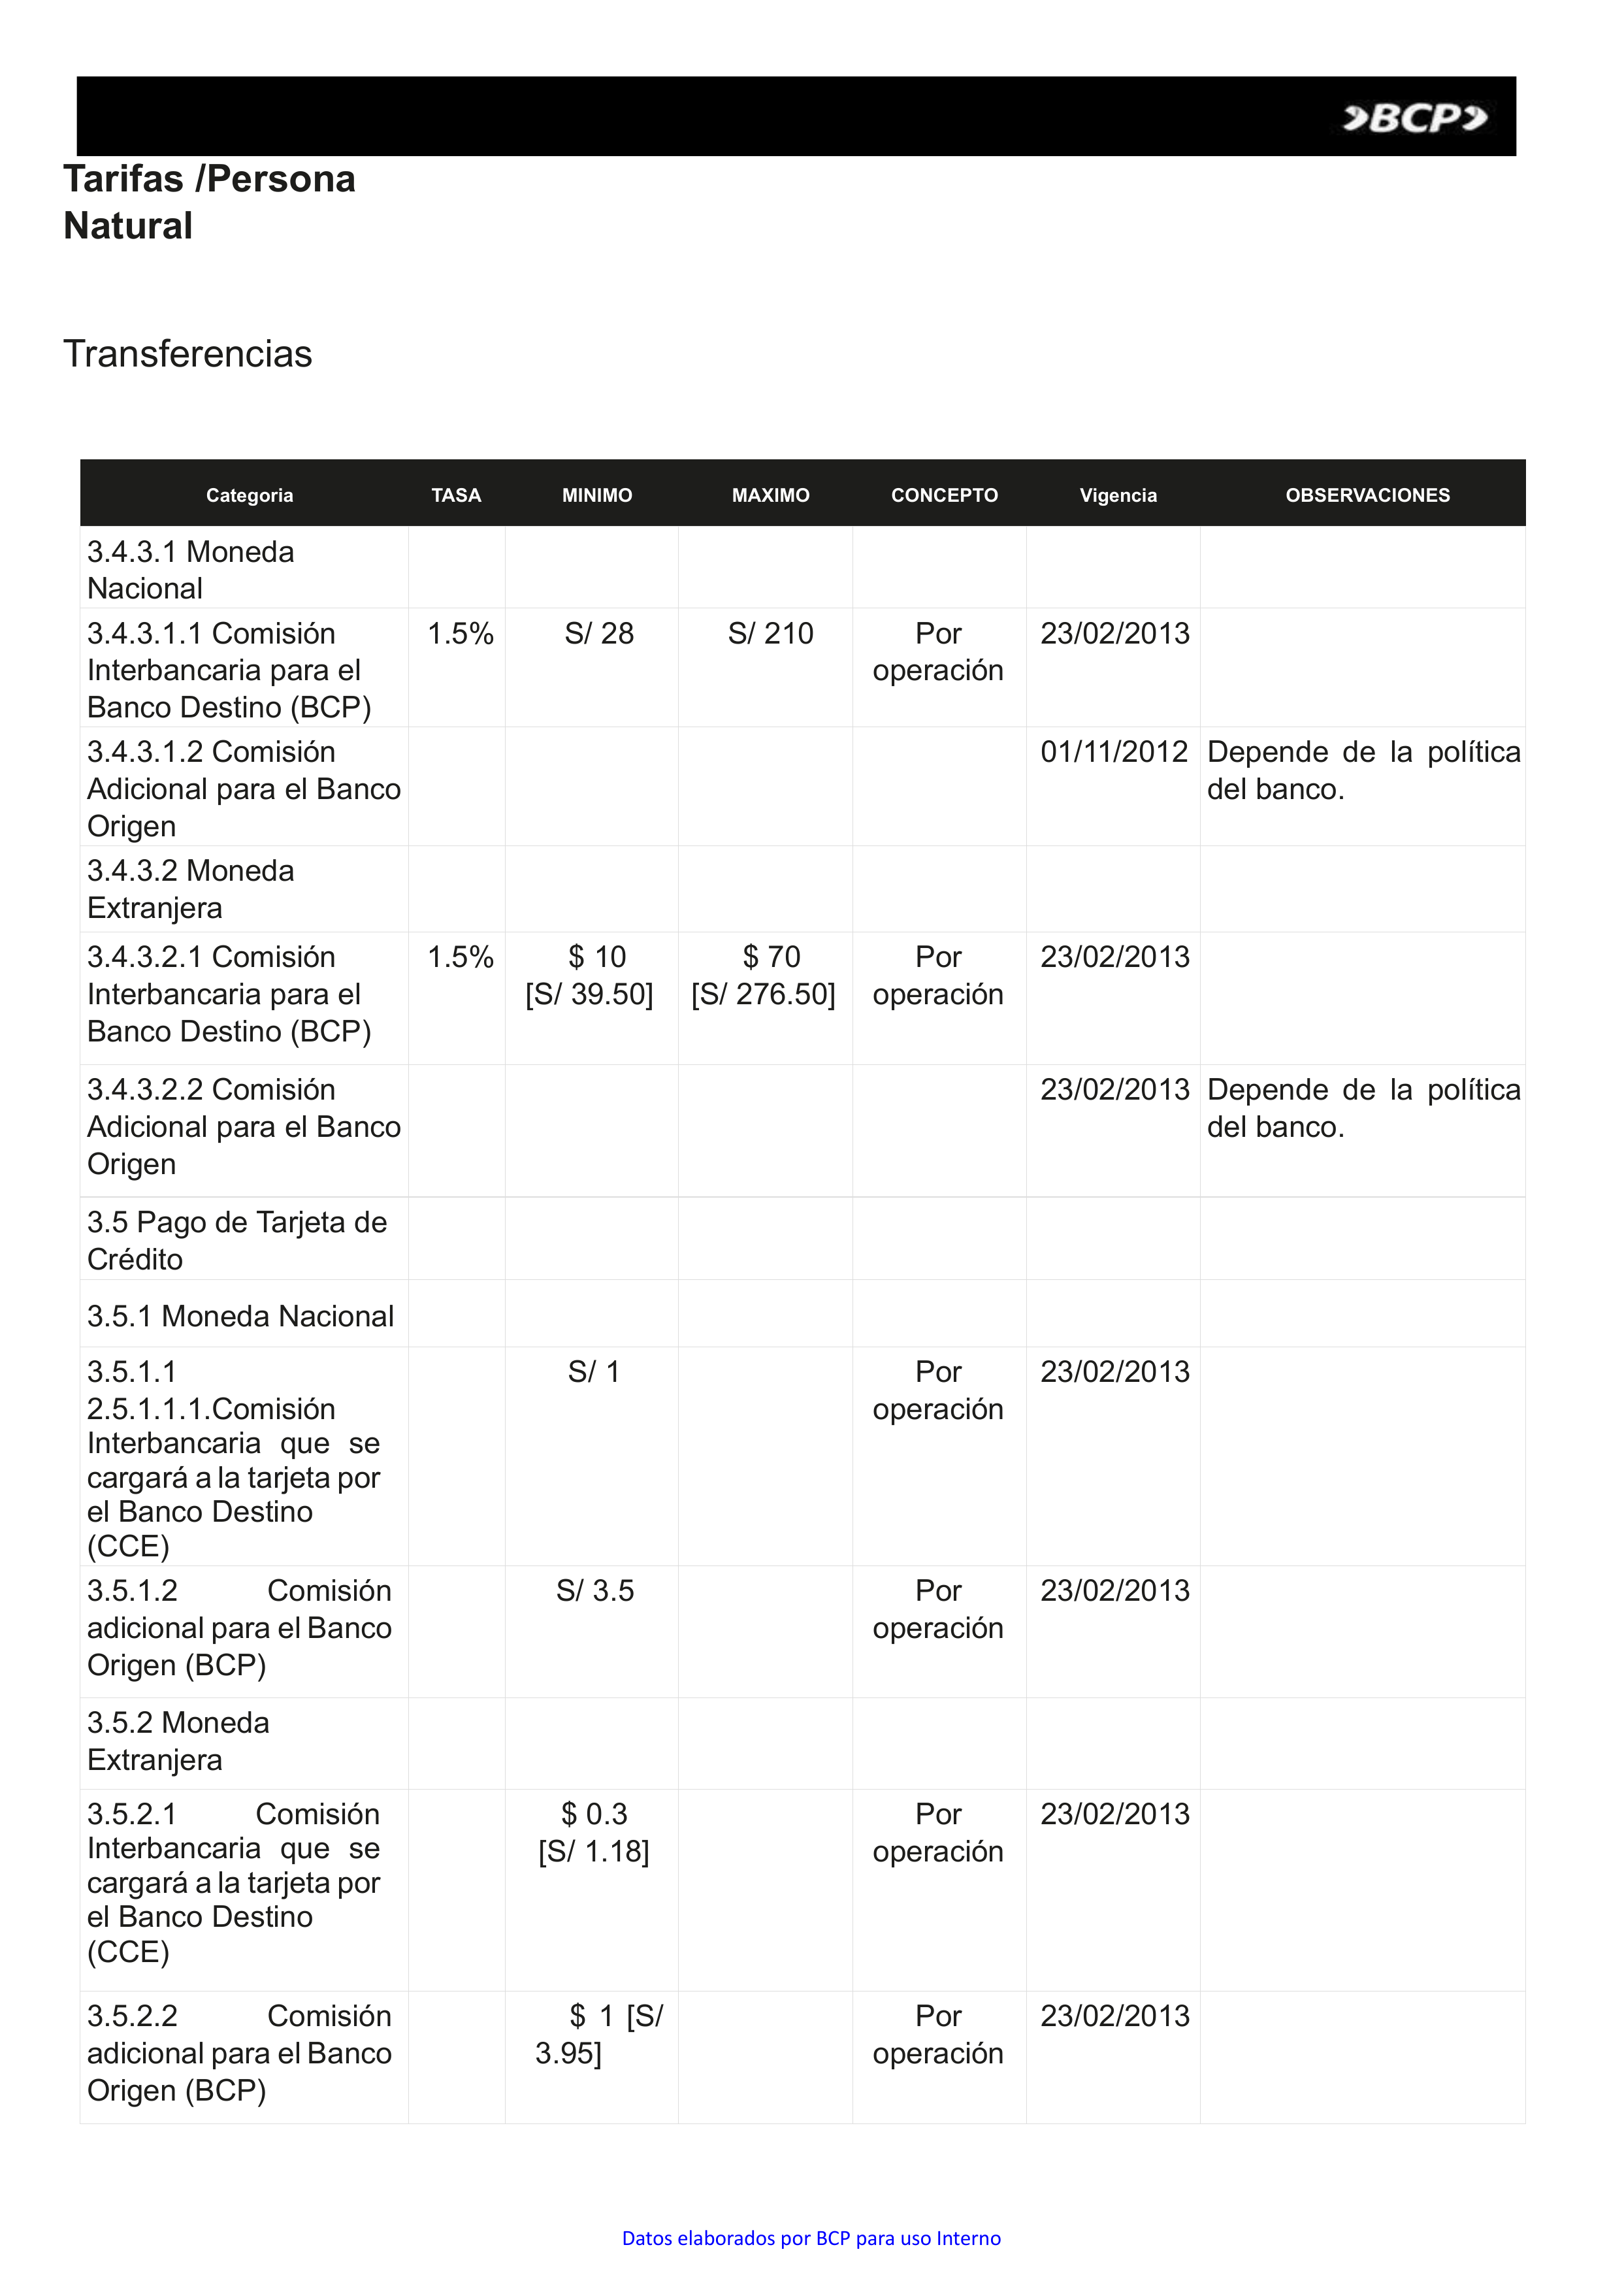 BCP
Tarifas /Persona
Natural
Transferencias
Categoria TASA MINIMO MAXIMO CONCEPTO Vigencia OBSERVACIONES
3.4.3.1 Moneda
Nacional
3.4.3.1.1 Comisión 1.5% S/ 28 S/ 210 Por 23/02/2013
Interbancaria para el operación
Banco Destino (BCP)
3.4.3.1.2 Comisión 01/11/2012 Depende de la política
Adicional para el Banco del banco.
Origen
3.4.3.2 Moneda
Extranjera
3.4.3.2.1 Comisión 1.5% $ 10 $ 70 Por 23/02/2013
Interbancaria para el [S/ 39.50] [S/ 276.50] operación
Banco Destino (BCP)
3.4.3.2.2 Comisión 23/02/2013 Depende de la política
Adicional para el Banco del banco.
Origen
3.5 Pago de Tarjeta de
Crédito
3.5.1 Moneda Nacional
3.5.1.1 S/ 1 Por 23/02/2013
2.5.1.1.1.Comisión operación
Interbancaria que se
cargará a la tarjeta por
el Banco Destino
(CCE)
3.5.1.2 Comisión S/ 3.5 Por 23/02/2013
adicional para el Banco operación
Origen (BCP)
3.5.2 Moneda
Extranjera
3.5.2.1 Comisión $ 0.3 Por 23/02/2013
Interbancaria que se [S/ 1.18] operación
cargará a la tarjeta por
el Banco Destino
(CCE)
3.5.2.2 Comisión $ 1 [S/ Por 23/02/2013
adicional para el Banco 3.95] operación
Origen (BCP)
Datos elaborados por BCP para uso Interno